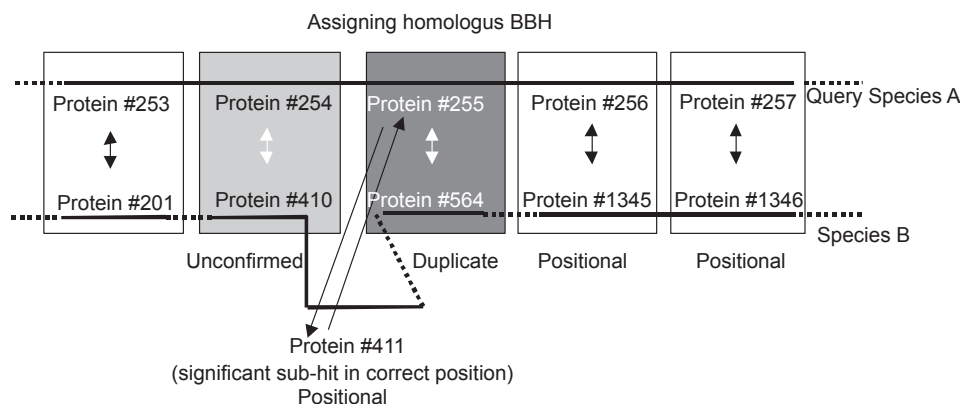 Assigning homologus BBH
Protein #253
Protein #254
Protein #255
Protein #256
Protein #257
Query Species A
Protein #201
Protein #410
Protein #564
Protein #1345
Protein #1346
Species B
Unconfirmed
Duplicate
Positional
Positional
Protein #411
(significant sub-hit in correct position)
Positional